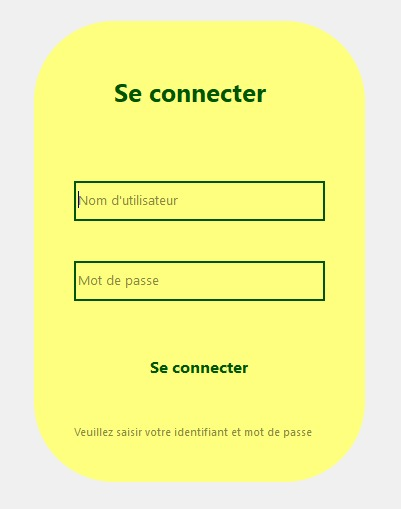 Se connecter
Nom d'utilisateur
Mot de passe
Se connecter
Veuillez saisir votre identifiant et mot de passe